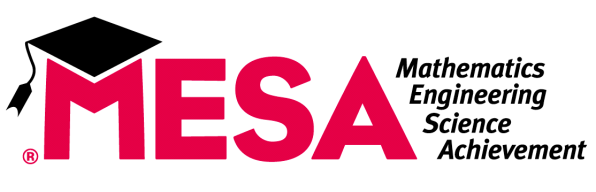 MESA
Mathematics
Engineering
Science
Achievement
®